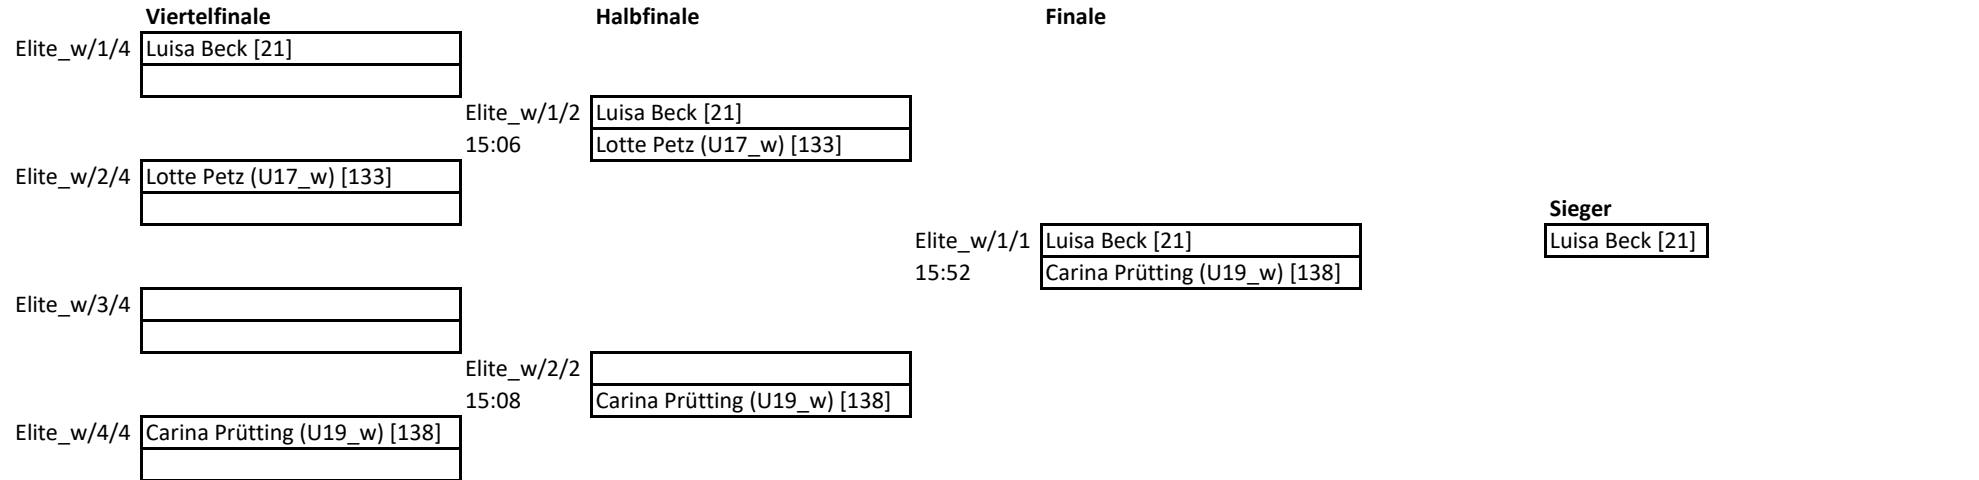 Viertelfinale Halbfinale Finale
Elite_w/1/4 Luisa Beck [21]
Elite_w/1/2 Luisa Beck [21]
15:06 Lotte Petz (U17_w) [133]
Elite_w/2/4 Lotte Petz (U17_w) [133]
Sieger
Elite_w/1/1 Luisa Beck [21] Luisa Beck [21]
15:52 Carina Prütting (U19_w) [138]
Elite_w/3/4
Elite_w/2/2
15:08 Carina Prütting (U19_w) [138]
Elite_w/4/4 Carina Prütting (U19_w) [138]